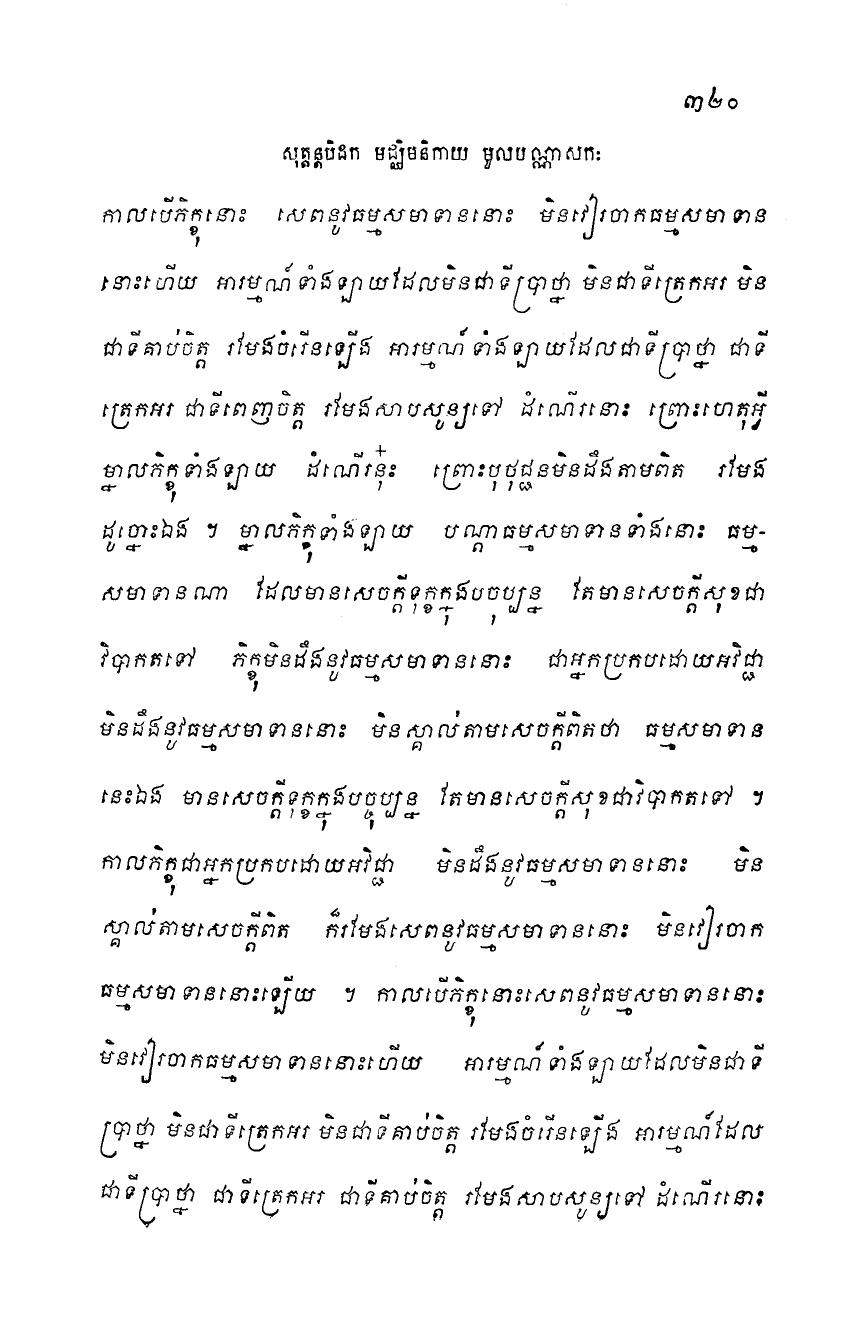 ៣៤០
សុត្តន្តបិដក មជ្ឈិមនិកាយ មូលបណ្ណាសកៈ
កាលបើភិក្ខុនោះ សេពនូវធម្មសមាទាននោះ មិនវៀរចាកធម្មសមាទាន
នោះហើយ អារម្មណ៍ទាំងឡាយដែលមិនជាទីប្រាថ្នា មិនជាទីត្រេកអរ មិន
ជាទីគាប់ចិត្ត រមែងចំរើនឡើង អារម្មណ៍ទាំងឡាយដែលជាទីប្រាថ្នា ជាទី
ត្រេកអរ ជាទីពេញចិត្ត រមែងសាបសូន្យទៅ ដំណើរនោះ ព្រោះហេតុអ្វី
ម្នាលភិក្ខុទាំងឡាយ ដំណើរនុ៎ះ ព្រោះបុថុជ្ជនមិនដឹងតាមពិត រមែង
ដូច្នោះឯង ។ ម្នាលភិក្ខុទាំងឡាយ បណ្តាធម្មសមាទានទាំងនោះ ធម្ម-
សមាទានណា ដែលមានសេចក្តីទុក្ខក្នុងបច្ចុប្បន្ន តែមានសេចក្តីសុខជា
វិបាកតទៅ ភិក្ខុមិនដឹងនូវធម្មសមាទាននោះ ជាអ្នកប្រកបដោយអវិជ្ជា
មិនដឹងនូវធម្មសមាទាននោះ មិនស្គាល់តាមសេចក្តីពិតថា ធម្មសមាទាន
នេះឯង មានសេចក្តីទុក្ខក្នុងបច្ចុប្បន្ន តែមានសេចក្តីសុខជាវិបាកតទៅ ។
កាលភិក្ខុជាអ្នកប្រកបដោយអវិជ្ជា មិនដឹងនូវធម្មសមាទាននោះ មិន
ស្គាល់តាមសេចក្តីពិត ក៏រមែងសេពនូវធម្មសមាទាននោះ មិនវៀរចាក
ធម្មសមាទាននោះឡើយ ។ កាលបើភិក្ខុនោះសេពនូវធម្មសមាទាននោះ
មិនវៀរចាកធម្មសមាទាននោះហើយ អារម្មណ៍ទាំងឡាយដែលមិនជាទី
ប្រាថ្នា មិនជាទីត្រេកអរ មិនជាទីគាប់ចិត្ត រមែងចំរើនឡើង អារម្មណ៍ដែល
ជាទីប្រាថ្នា ជាទីត្រេកអរ ជាទីគាប់ចិត្ត រមែងសាបសូន្យទៅ ដំណើរនោះ